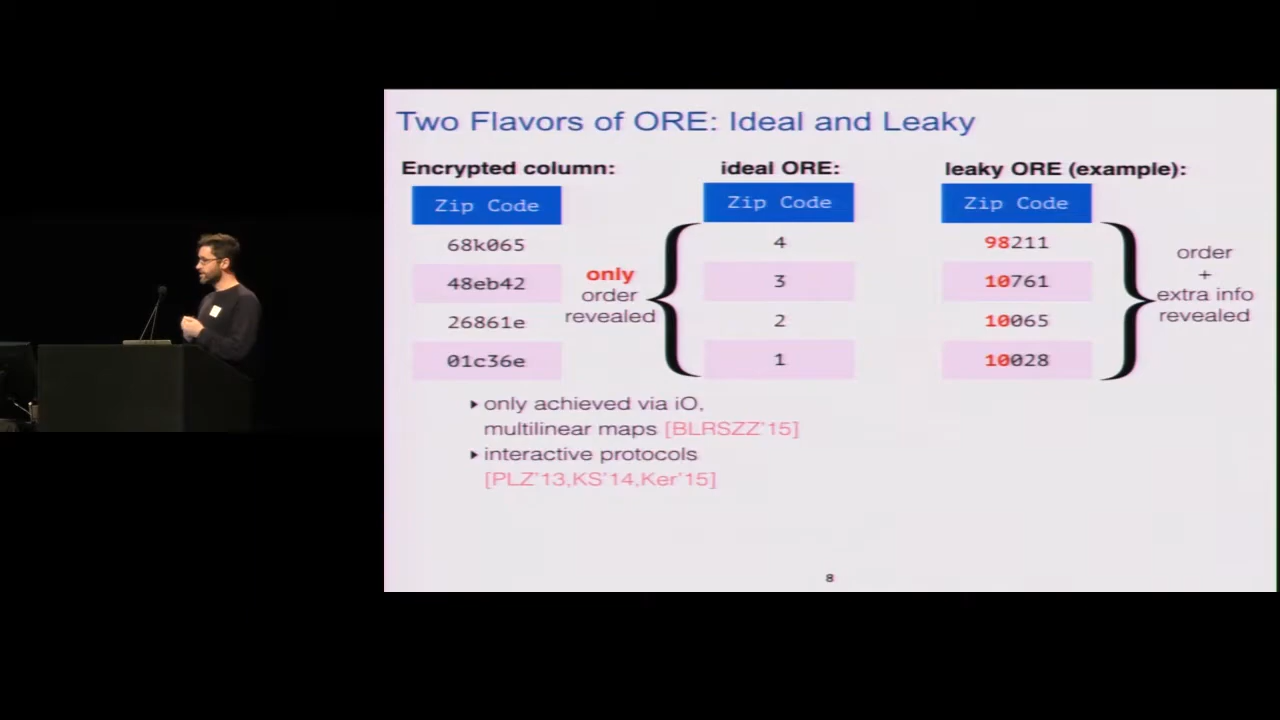 Two Flavors of ORE: Ideal and Leaky
Encrypted column:
Zip Code
68k065
48eb42
26861e
01c36e
only
order
revealed
ideal ORE:
Zip Code
4
3
2
1
leaky ORE (example):
Zip Code
98211
10761
10065
10028
order
+
extra info
revealed
▸ only achieved via iO,
multilinear maps [BLRSZZ'15]
▸ interactive protocols
[PLZ'13,KS'14,Ker'15]
8